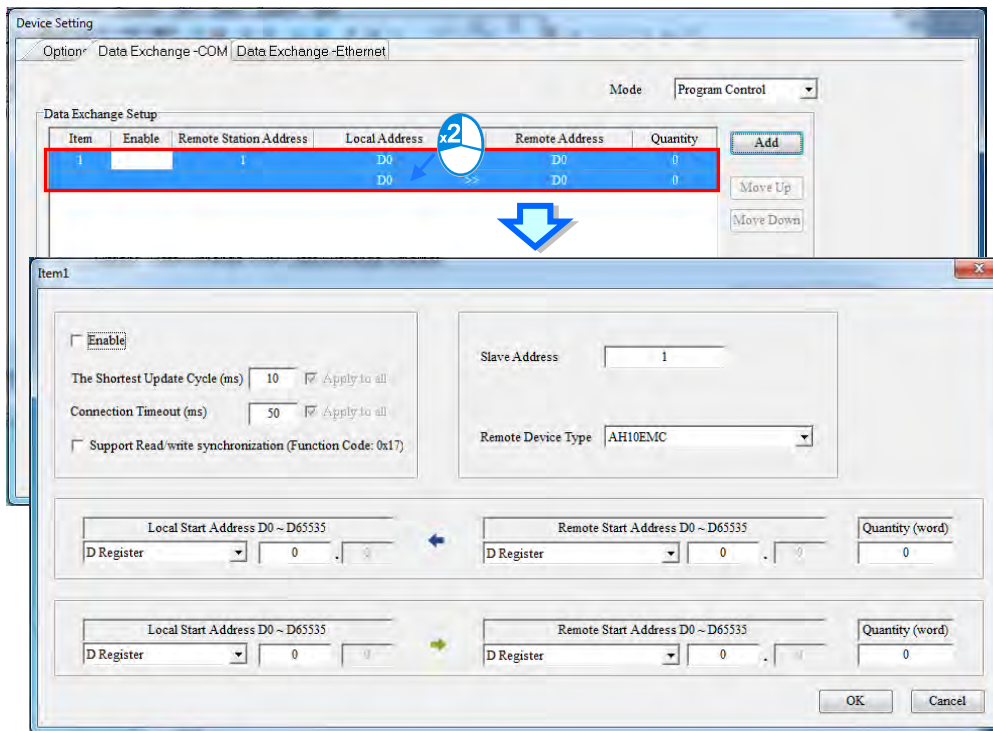 Device Setting
Option Data Exchange -COM Data Exchange -Ethernet
Mode Program Control
Data Exchange Setup
Item Enable Remote Station Address Local Address Remote Address Quantity
x2
Add
1 1 D0 D0 0
D0 >> D0 0
Move Up
Move Down
Item1
x
Enable
Slave Address 1
The Shortest Update Cycle (ms) 10 Apply to all
Connection Timeout (ms) 50 Apply to all
Remote Device Type AH10EMC
Support Read/write synchronization (Function Code: 0x17)
Local Start Address D0 ~ D65535 Remote Start Address D0 ~ D65535 Quantity (word)
D Register 0 . 0 D Register 0 . 0 0
Local Start Address D0 ~ D65535 Remote Start Address D0 ~ D65535 Quantity (word)
D Register 0 0 D Register 0 . 0 0
OK Cancel